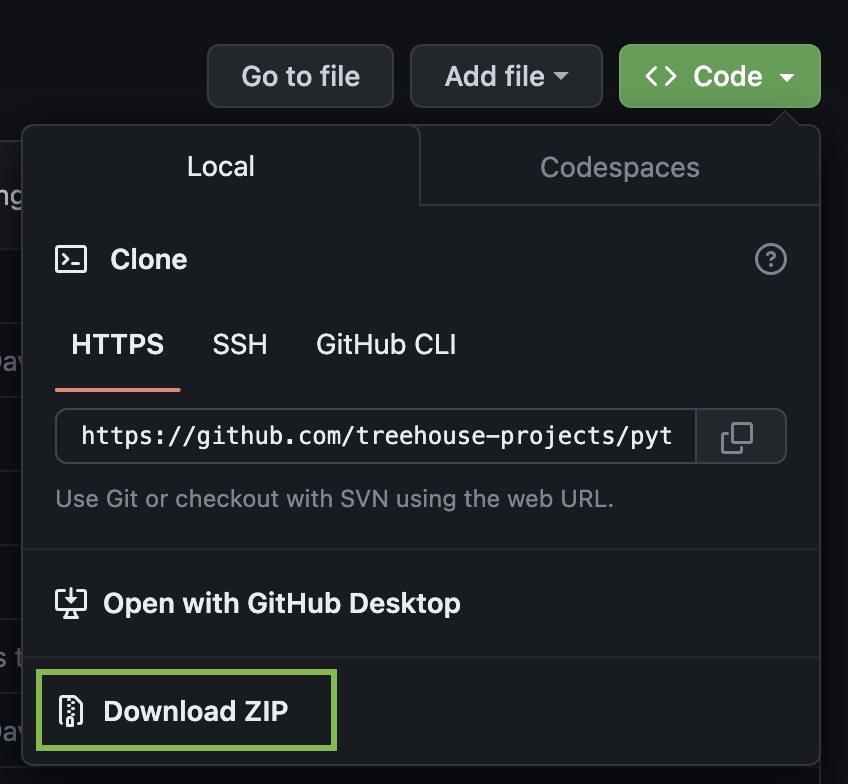 Go to file
Add file
Code
Local
Codespaces
Clone
HTTPS
SSH
GitHub CLI
https://github.com/treehouse-projects/pyt
Use Git or checkout with SVN using the web URL.
Open with GitHub Desktop
Download ZIP